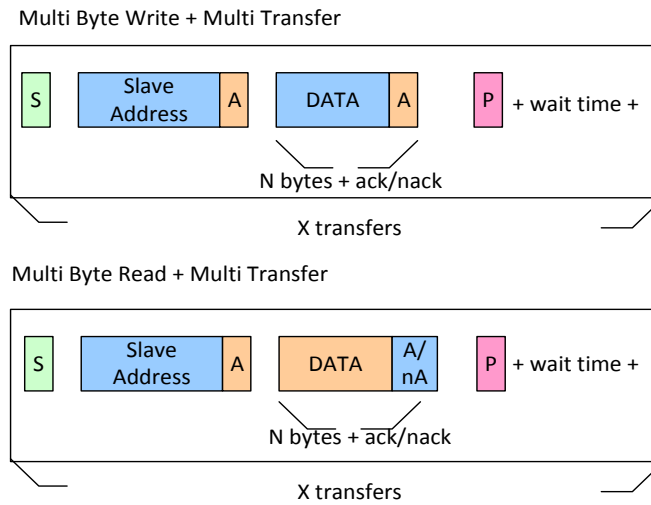 Multi Byte Write + Multi Transfer
S
Slave
Address
A
DATA
A
P
+ wait time +
N bytes + ack/nack
X transfers
Multi Byte Read + Multi Transfer
S
Slave
Address
A
DATA
A/
nA
P
+ wait time +
N bytes + ack/nack
X transfers